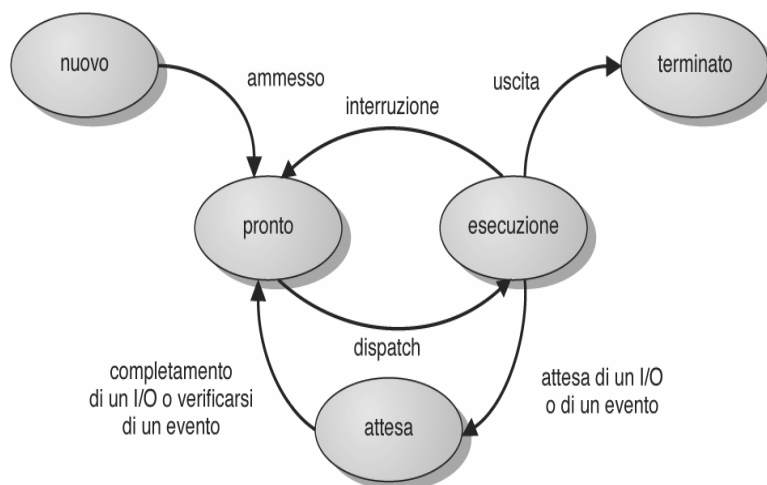 nuovo
ammesso
interruzione
uscita
terminato
pronto
esecuzione
dispatch
completamento
di un I/O o verificarsi
di un evento
attesa
attesa di un I/O
o di un evento